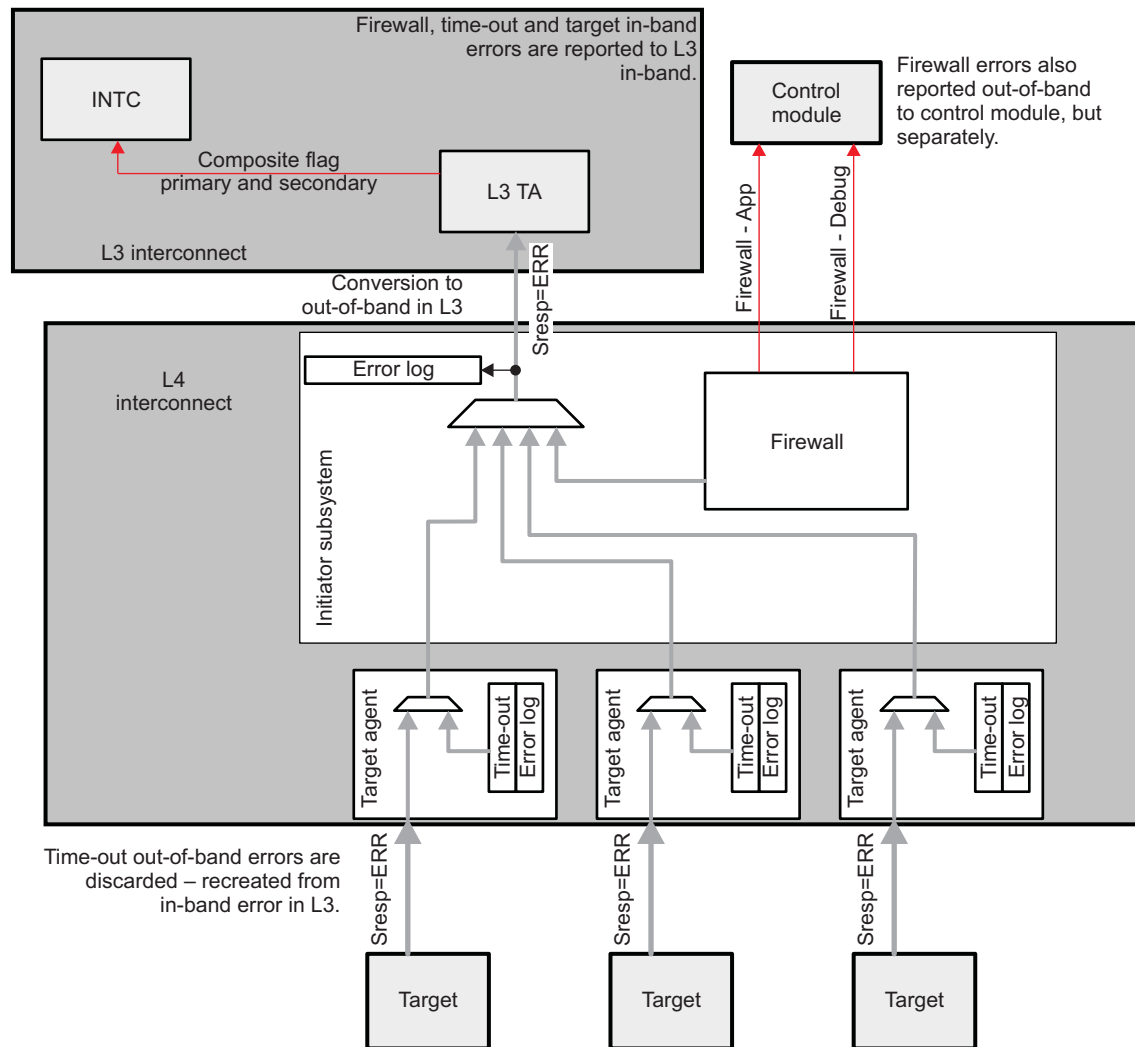 Firewall, time-out and target in-band
errors are reported to L3
in-band.
INTC
Composite flag
primary and secondary
L3 TA
L3 interconnect
Control
module
Firewall errors also
reported out-of-band
to control module, but
separately.
Firewall - App
Firewall - Debug
Conversion to
out-of-band in L3
Sresp=ERR
L4
interconnect
Error log
Firewall
Initiator subsystem
Target agent
Time-out
Error log
Target agent
Time-out
Error log
Target agent
Time-out
Error log
Time-out out-of-band errors are
discarded – recreated from
in-band error in L3.
Sresp=ERR
Sresp=ERR
Sresp=ERR
Target
Target
Target